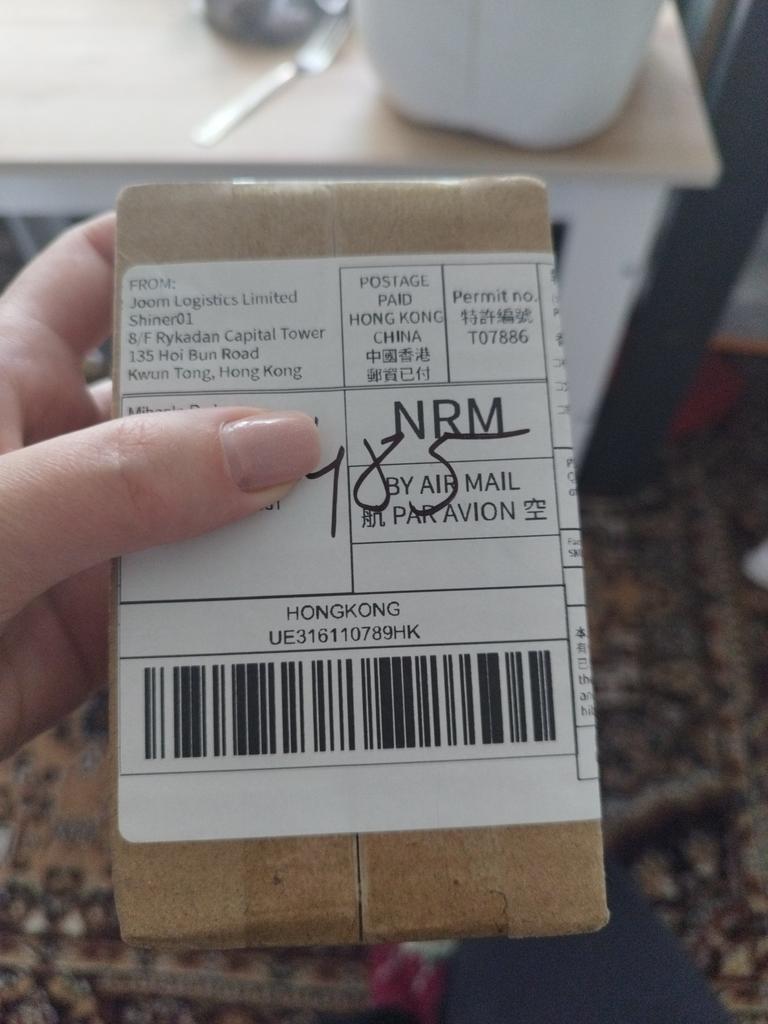 FROM:
Joom Logistics Limited
Shiner01
8/F Rykadan Capital Tower
135 Hoi Bun Road
Kwun Tong, Hong Kong
POSTAGE
PAID
HONG KONG
CHINA
中國香港
郵資已付
Permit no.
特許編號
T07886
NRM
485
BY AIR MAIL
航 PAR AVION 空
HONGKONG
UE316110789HK